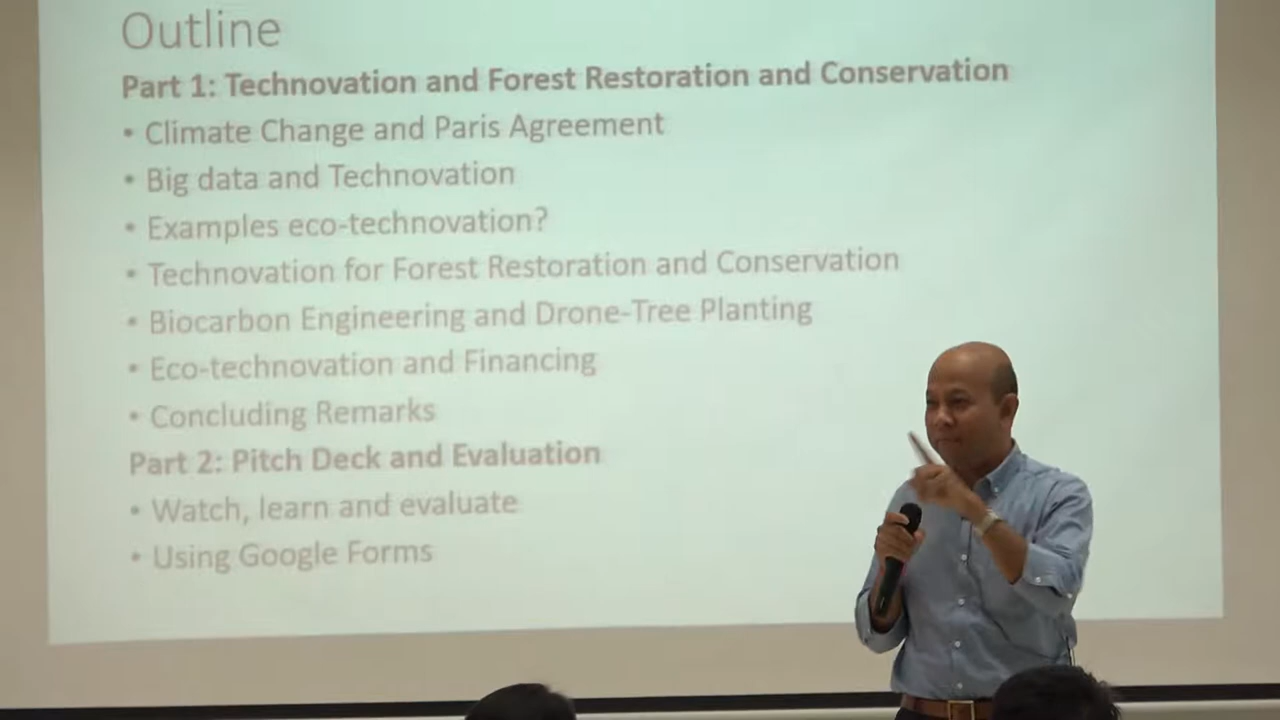 Outline
Part 1: Technovation and Forest Restoration and Conservation
• Climate Change and Paris Agreement
• Big data and Technovation
• Examples eco-technovation?
• Technovation for Forest Restoration and Conservation
• Biocarbon Engineering and Drone-Tree Planting
• Eco-technovation and Financing
• Concluding Remarks
Part 2: Pitch Deck and Evaluation
• Watch, learn and evaluate
• Using Google Forms